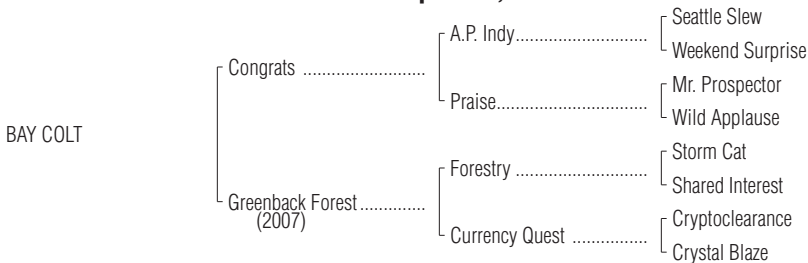 Seattle Slew
A.P. Indy
Weekend Surprise
Congrats
Mr. Prospector
Praise
Wild Applause
BAY COLT
Storm Cat
Forestry
Shared Interest
Greenback Forest
(2007)
Cryptoclearance
Currency Quest
Crystal Blaze